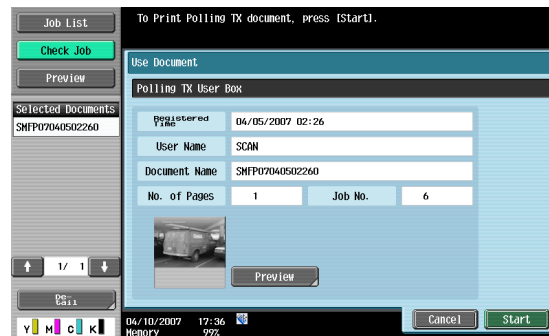 Job List
To Print Polling TX document, press [Start].
Check Job
Preview
Use Document
Polling TX User Box
Selected Documents
SMFP07040502260
Registered Time
04/05/2007 02:26
User Name
SCAN
Document Name
SMFP07040502260
No. of Pages
1
Job No.
6
Preview
1/ 1
De-
tail
Y M C K
04/10/2007 17:36
Memory 99%
Cancel
Start